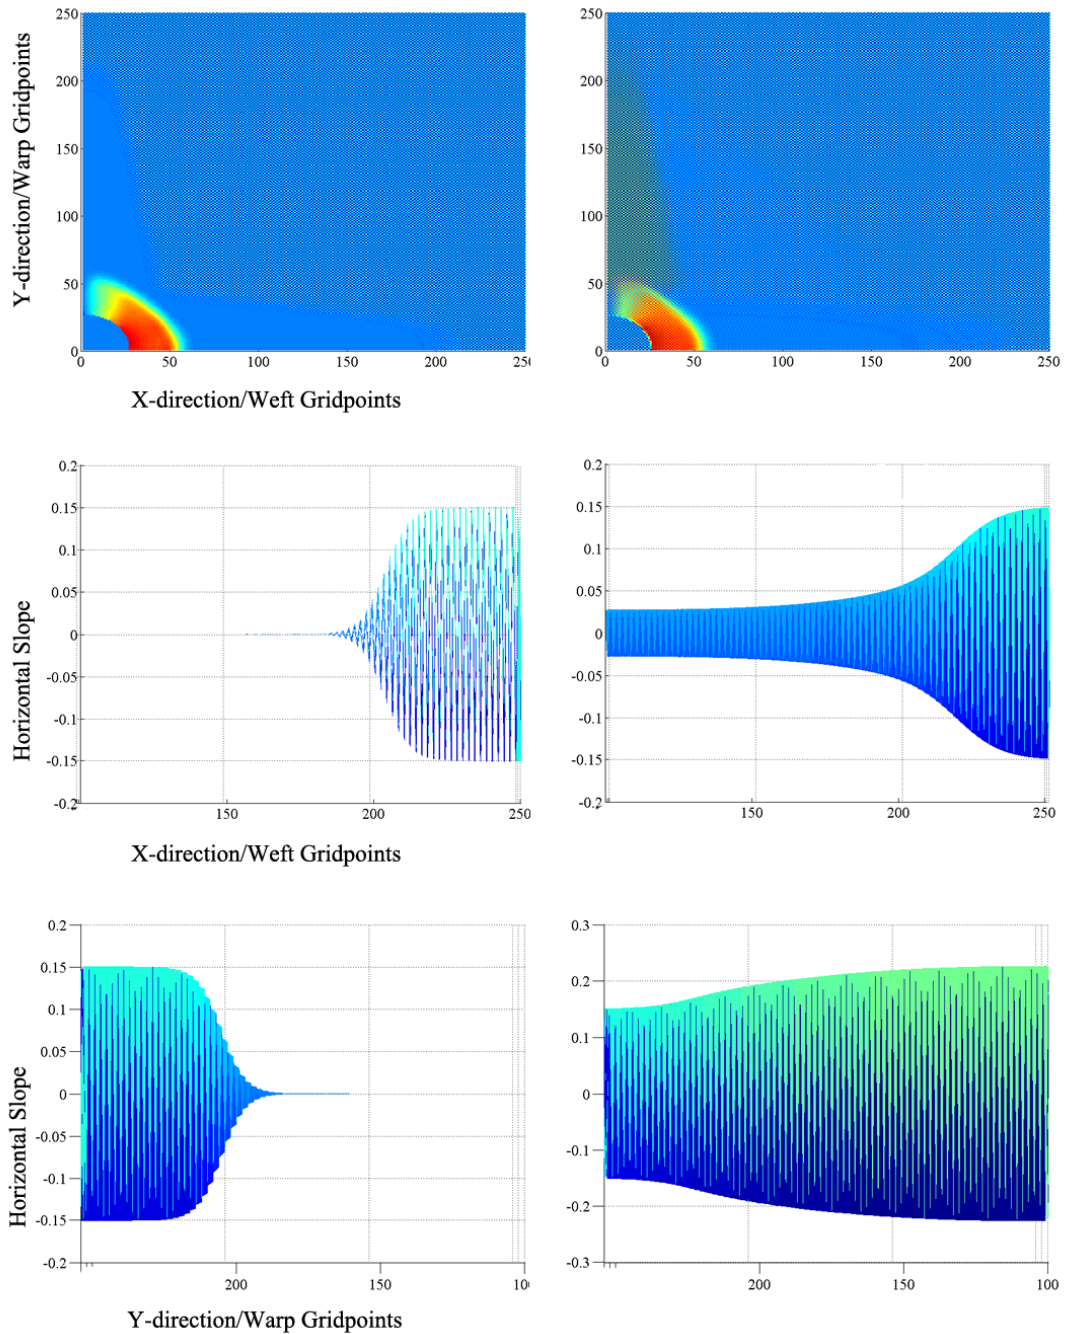 250 250
200 200
150 150
100 100
50 50
0 0
Y-direction/Warp Gridpoints
0 50 100 150 200 250 0 50 100 150 200 250
X-direction/Weft Gridpoints
0.2 0.2
0.15 0.15
0.1 0.1
0.05 0.05
0 0
-0.05 -0.05
-0.1 -0.1
-0.15 -0.15
-0.2 -0.2
Horizontal Slope
150 200 250 150 200 250
X-direction/Weft Gridpoints
0.2 0.3
0.15 0.2
0.1 0.1
0.05
0 0
-0.05 -0.1
-0.1
-0.15 -0.2
-0.2 -0.3
Horizontal Slope
200 150 10 200 150 100
Y-direction/Warp Gridpoints